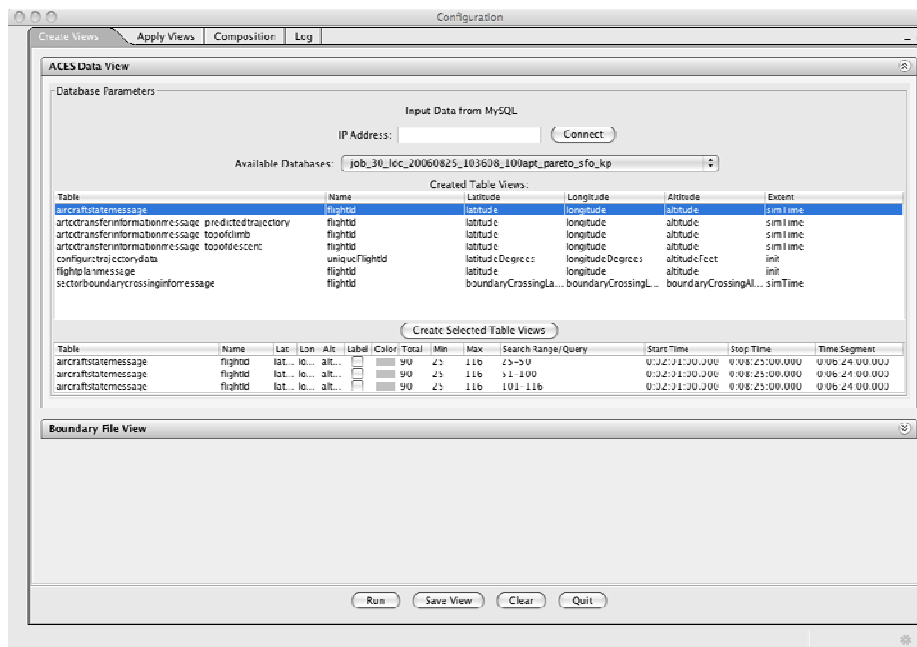 Configuration
Create Views Apply Views Composition Log
ACES Data View
Database Parameters
Input Data from MySQL
IP Address: Connect
Available Databases: job_30_ldc_20060825_103608_100apt_pareto_sfo_kp
Created Table Views:
Table Name Latitude Longitude Altitude Extent
aircraftstatemessage flightId latitude longitude altitude simTime
artcctransferinformationmessage_predictedtrajectory flightId latitude longitude altitude simTime
artcctransferinformationmessage_topofclimb flightId latitude longitude altitude simTime
artcctransferinformationmessage_topofdescent flightId latitude longitude altitude simTime
configuretrajectorydata uniqueFlightId latitudeDegrees longitudeDegrees altitudeFeet init
flightplanmessage flightId latitude longitude altitude init
sectorboundarycrossinginfomessage flightId boundaryCrossingLa... boundaryCrossingL... boundaryCrossingAl... simTime
Create Selected Table Views
Table Name Lat Lon Alt Label Color Total Min Max Search Range/Query Start Time Stop Time Time Segment
aircraftstatemessage flightId lat... lo... alt... 90 25 116 25-50 0:02:01:00.000 0:08:25:00.000 0:06:24:00.000
aircraftstatemessage flightId lat... lo... alt... 90 25 116 51-100 0:02:01:00.000 0:08:25:00.000 0:06:24:00.000
aircraftstatemessage flightId lat... lo... alt... 90 25 116 101-116 0:02:01:00.000 0:08:25:00.000 0:06:24:00.000
Boundary File View
Run Save View Clear Quit